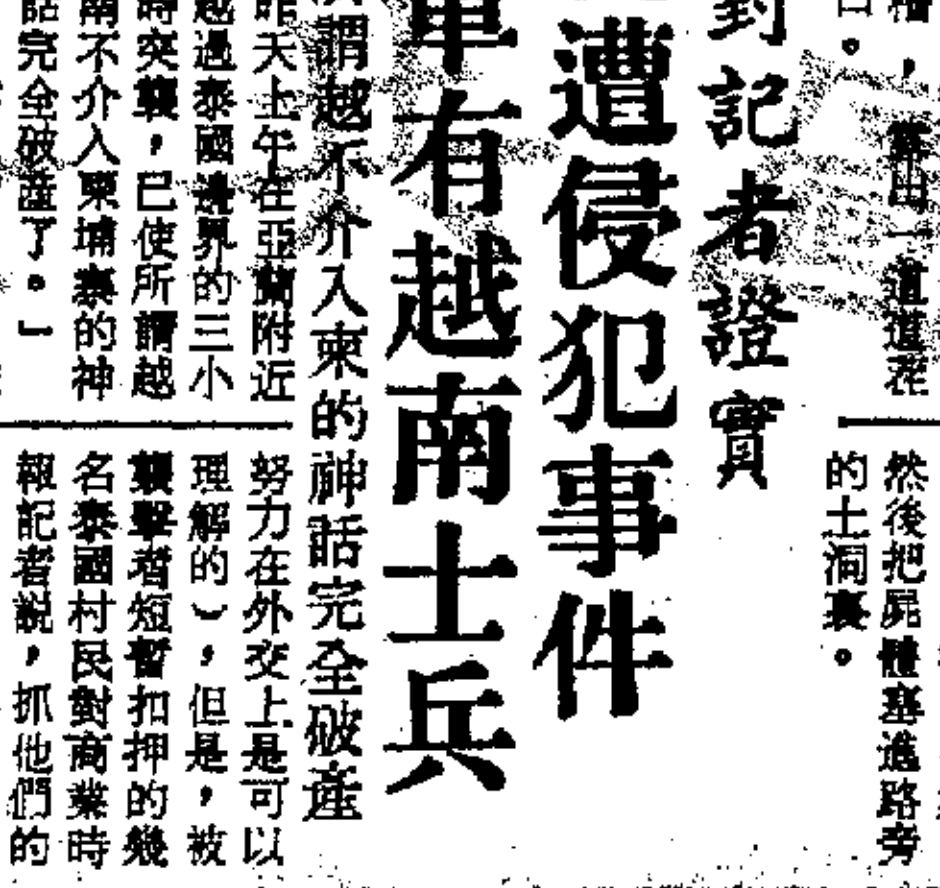 一道道
口。
然後把屍體塞進路旁
的土洞裏。
對記者證實
遭侵犯事件
軍有越南士兵
謂越不介入柬的神話完全破產
昨天上午在亞蘭附近
越過泰國邊界的三小
時突襲，已使所謂越
南不介入柬埔寨的神
話完全破產了。」
努力在外交上是可以
理解的），但是，被
襲擊者短暫扣押的幾
名泰國村民對商業時
報記者說，抓他們的